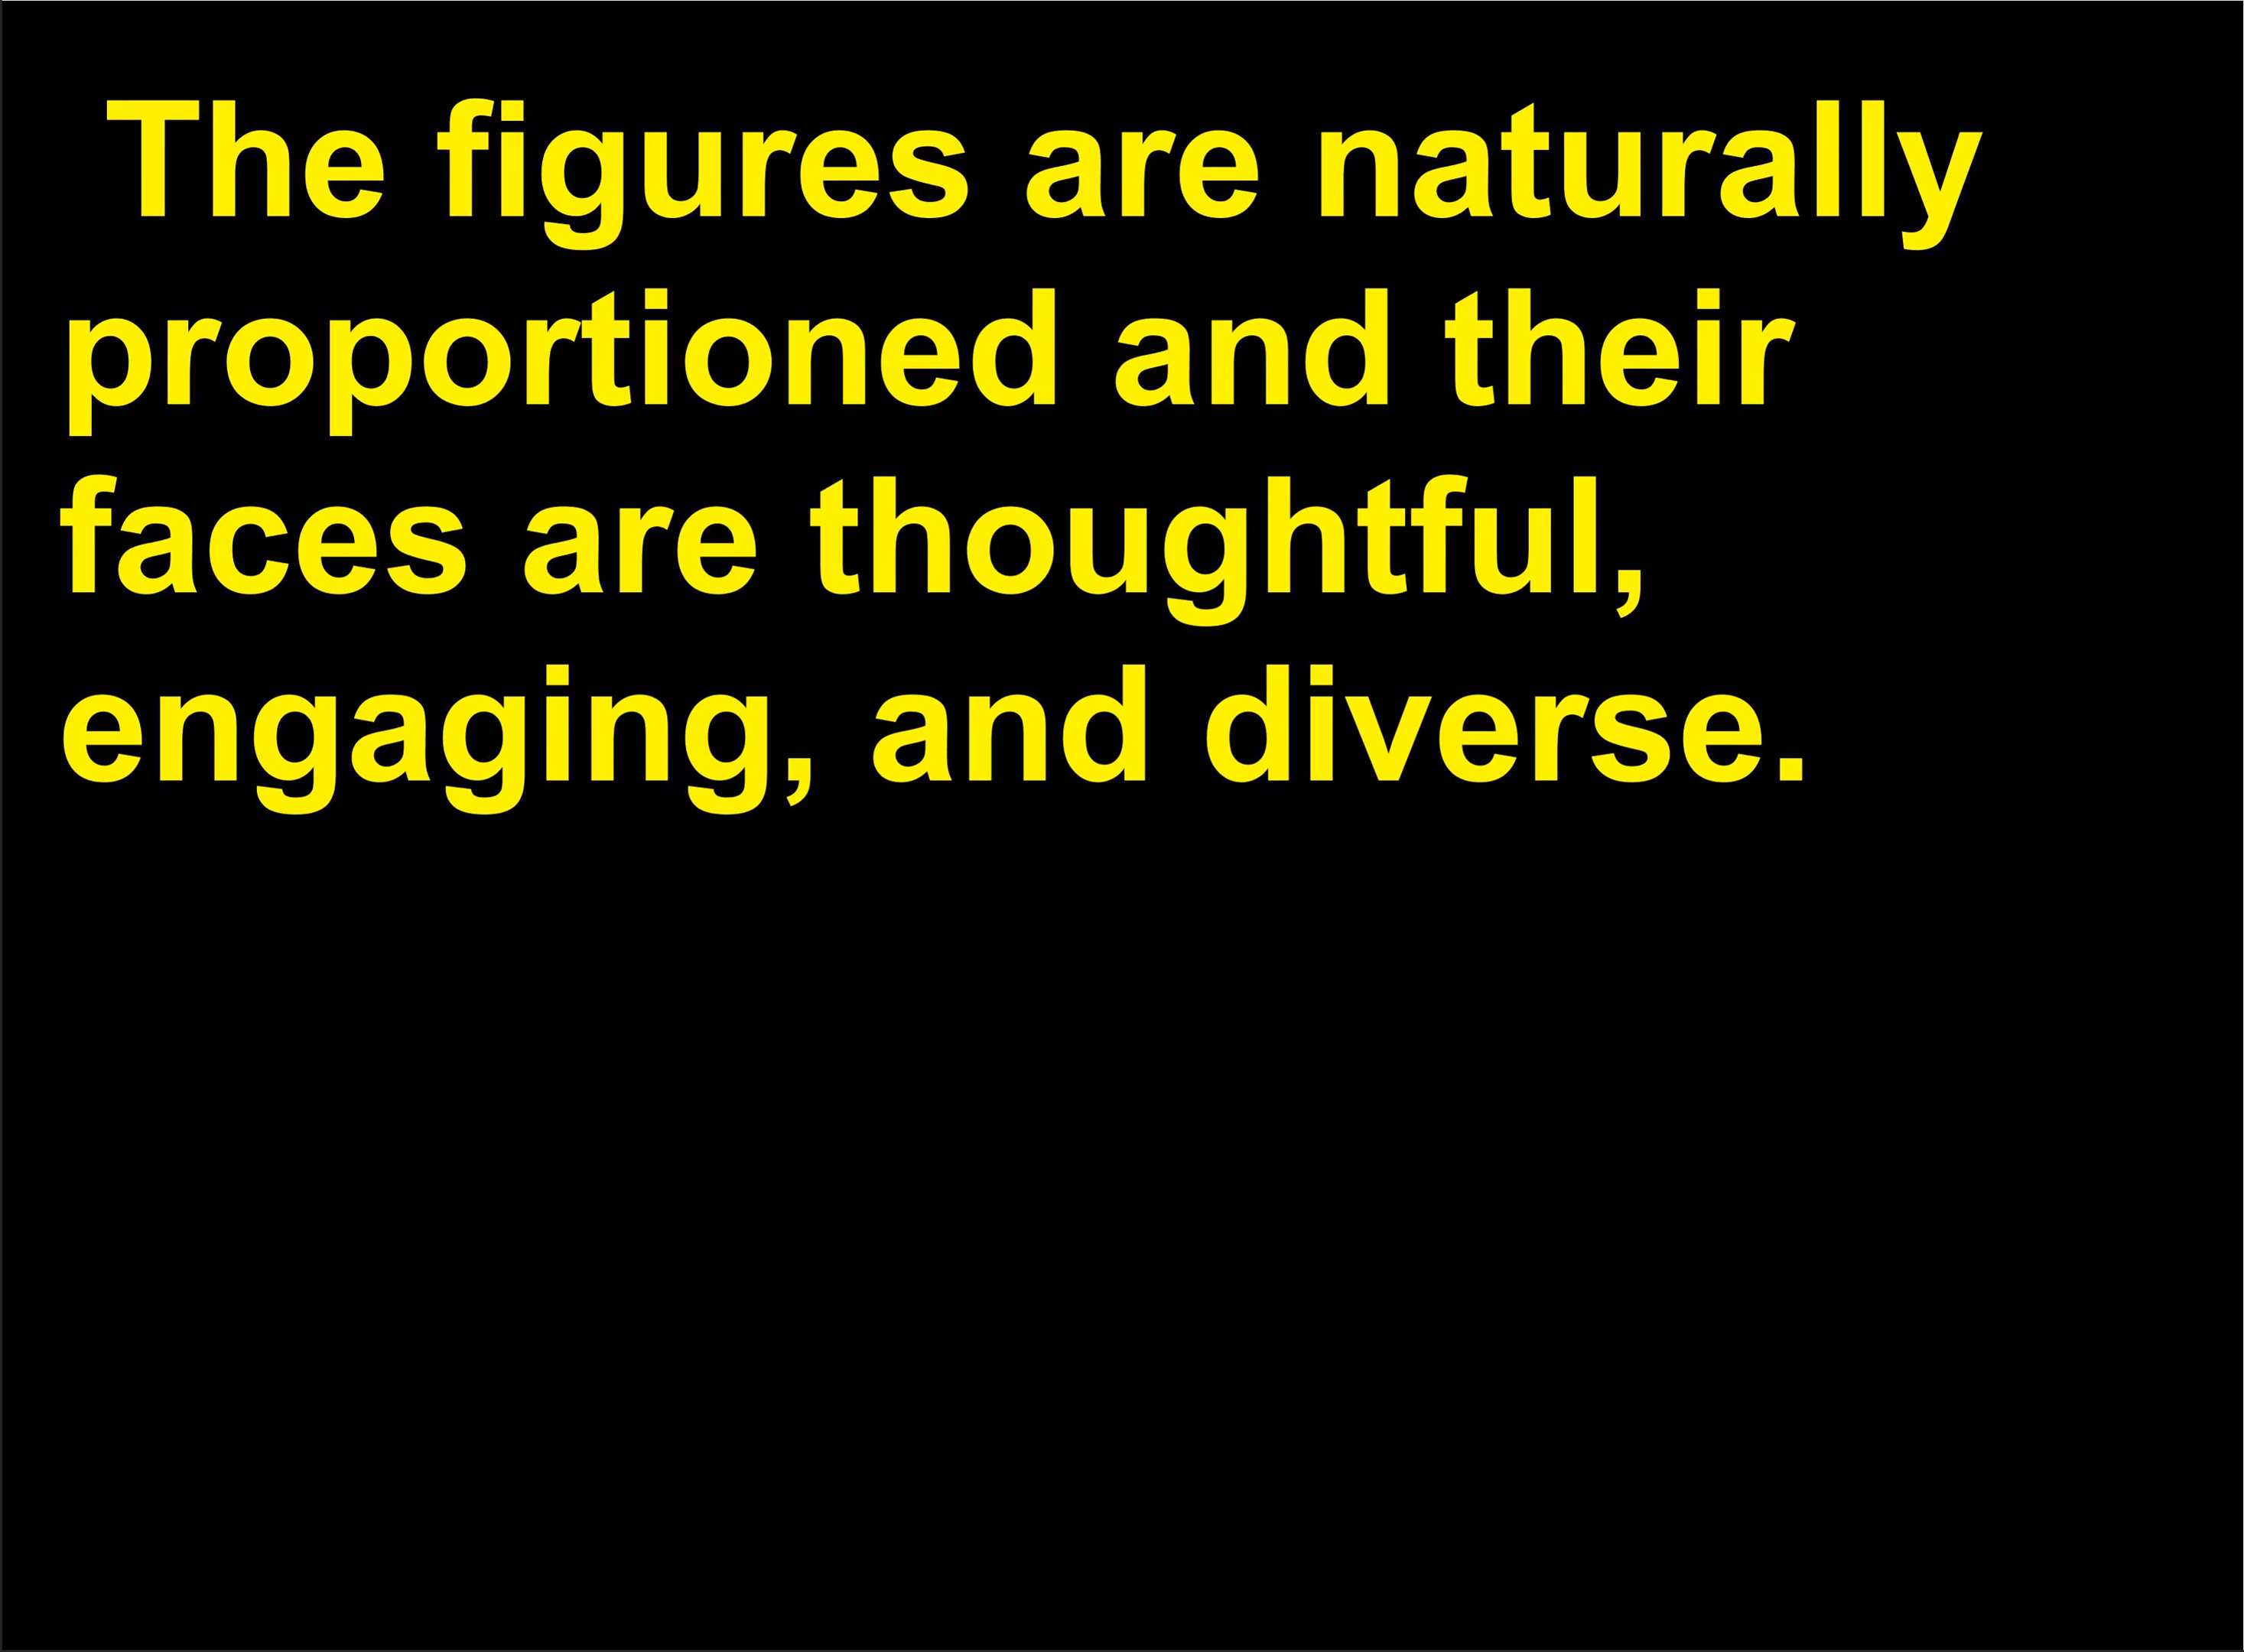 The figures are naturally
proportioned and their
faces are thoughtful,
engaging, and diverse.